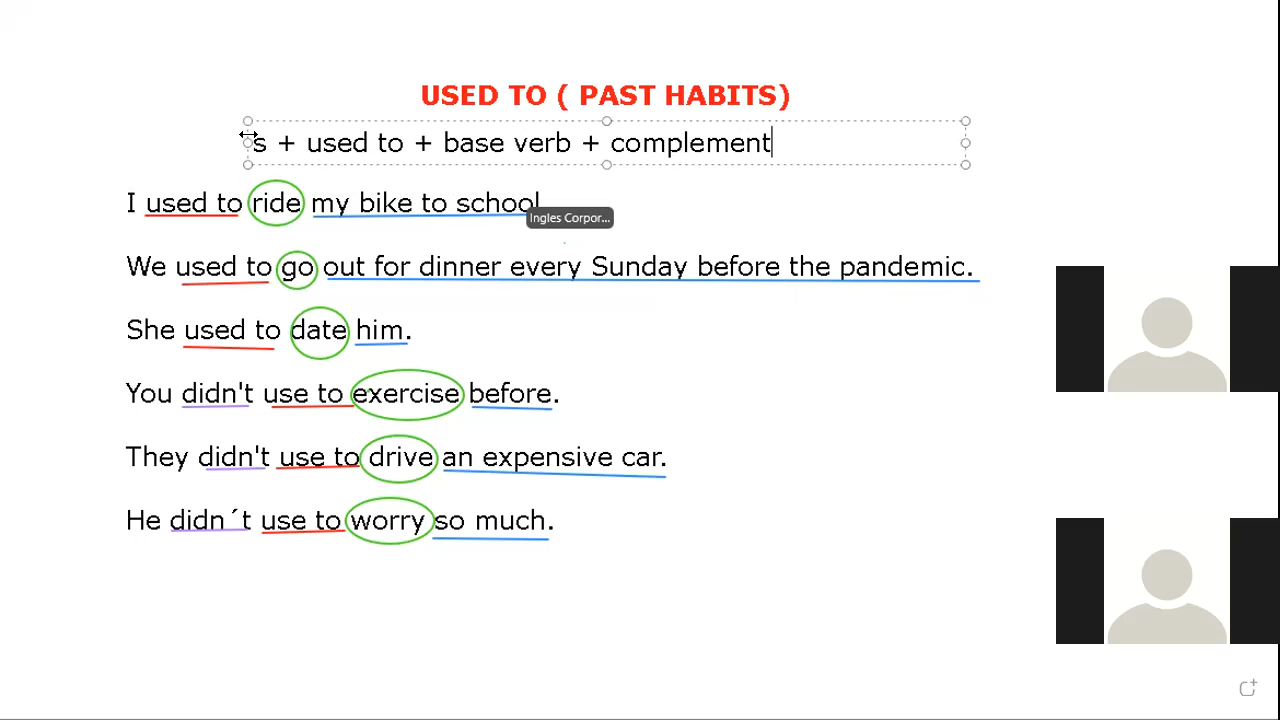 USED TO ( PAST HABITS)
s + used to + base verb + complement
I used to ride my bike to school
Ingles Corpor...
We used to go out for dinner every Sunday before the pandemic.
She used to date him.
You didn't use to exercise before.
They didn't use to drive an expensive car.
He didn´t use to worry so much.